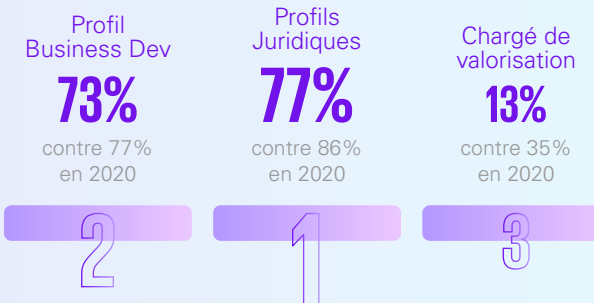 Profil
Business Dev
73%
contre 77%
en 2020
2
Profils
Juridiques
77%
contre 86%
en 2020
1
Chargé de
valorisation
13%
contre 35%
en 2020
3